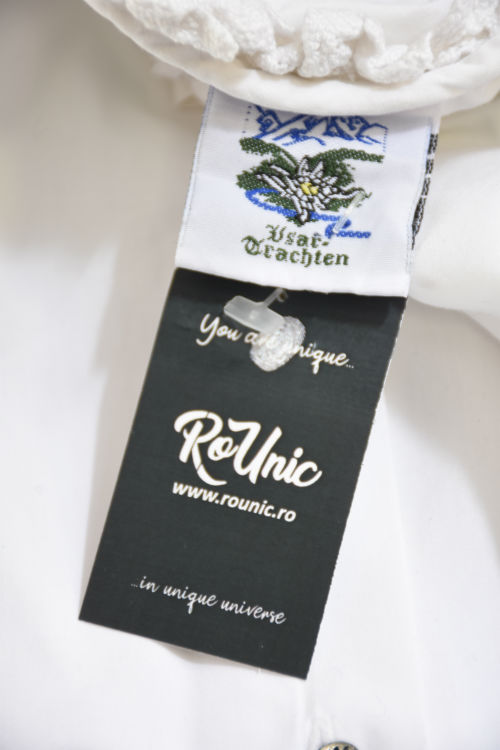 Isar-
Trachten
You are unique...
RoUnic
www.rounic.ro
...in unique universe